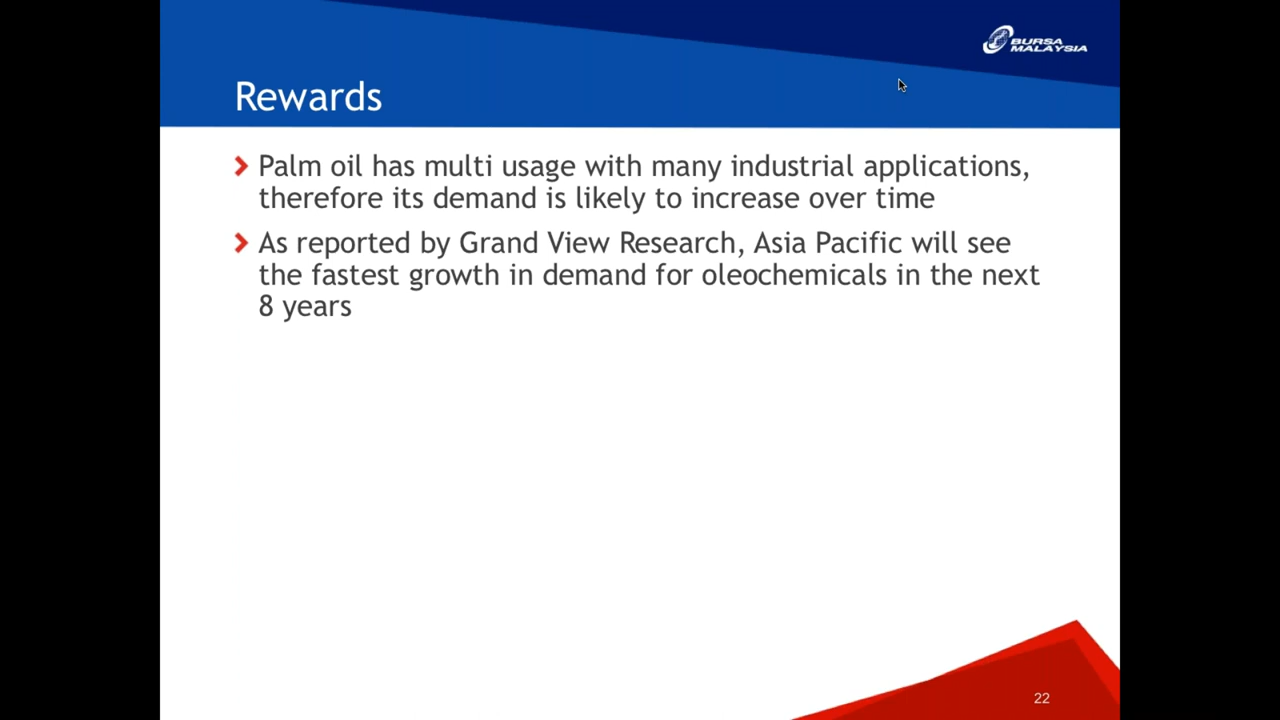 BURSA
MALAYSIA
Rewards
Palm oil has multi usage with many industrial applications,
therefore its demand is likely to increase over time
As reported by Grand View Research, Asia Pacific will see
the fastest growth in demand for oleochemicals in the next
8 years
22